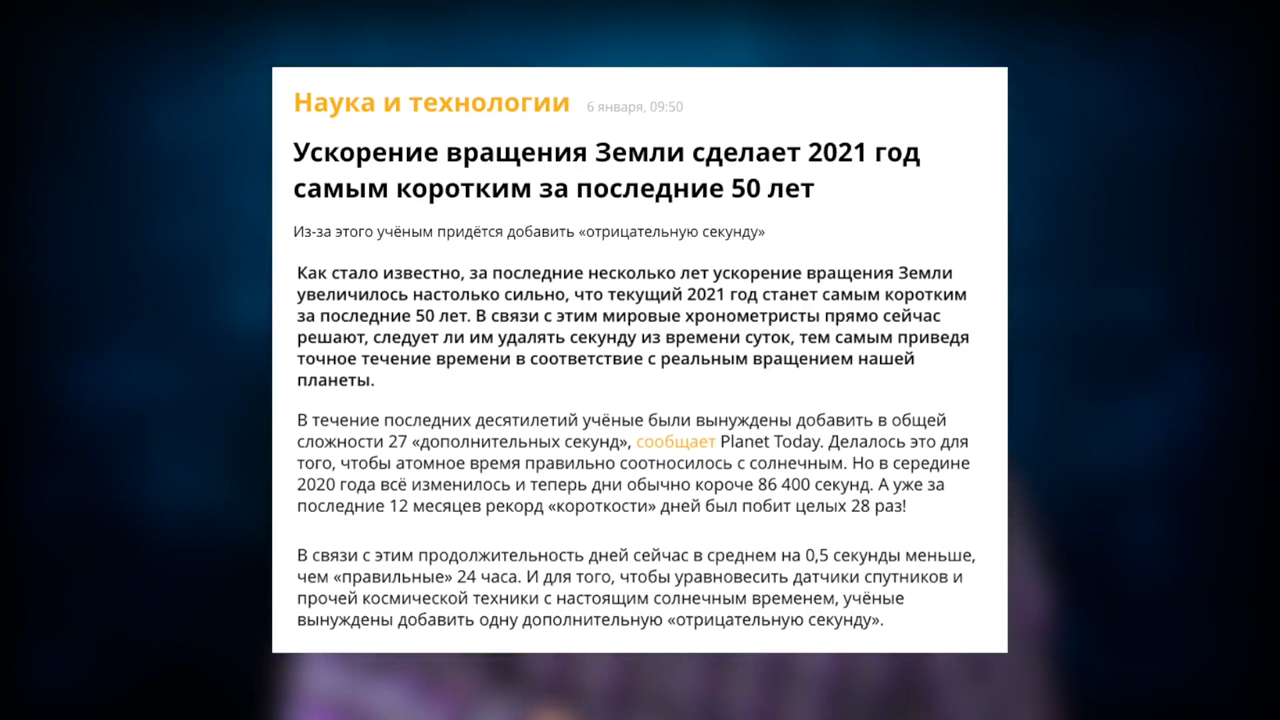 Наука и технологии 6 января, 09:50
Ускорение вращения Земли сделает 2021 год
самым коротким за последние 50 лет
Из-за этого учёным придётся добавить «отрицательную секунду»
Как стало известно, за последние несколько лет ускорение вращения Земли
увеличилось настолько сильно, что текущий 2021 год станет самым коротким
за последние 50 лет. В связи с этим мировые хронометристы прямо сейчас
решают, следует ли им удалять секунду из времени суток, тем самым приведя
точное течение времени в соответствие с реальным вращением нашей
планеты.
В течение последних десятилетий учёные были вынуждены добавить в общей
сложности 27 «дополнительных секунд», сообщает Planet Today. Делалось это для
того, чтобы атомное время правильно соотносилось с солнечным. Но в середине
2020 года всё изменилось и теперь дни обычно короче 86 400 секунд. А уже за
последние 12 месяцев рекорд «короткости» дней был побит целых 28 раз!
В связи с этим продолжительность дней сейчас в среднем на 0,5 секунды меньше,
чем «правильные» 24 часа. И для того, чтобы уравновесить датчики спутников и
прочей космической техники с настоящим солнечным временем, учёные
вынуждены добавить одну дополнительную «отрицательную секунду».